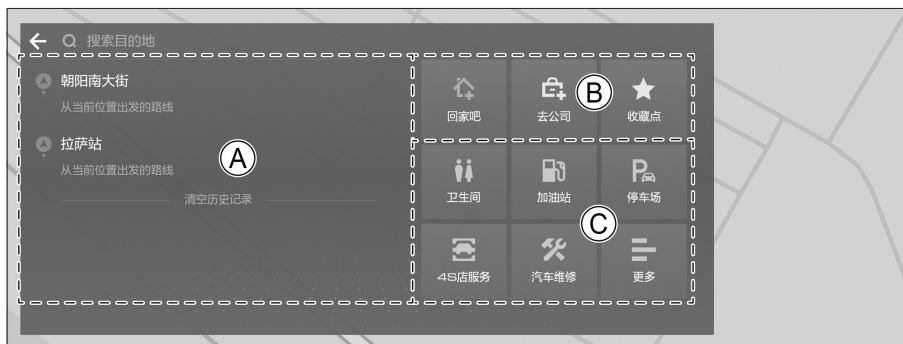 搜索目的地
朝阳南大街
从当前位置出发的路线
拉萨站
从当前位置出发的路线
清空历史记录
A
回家吧 去公司 收藏点
B
卫生间 加油站 停车场
C
4S店服务 汽车维修 更多